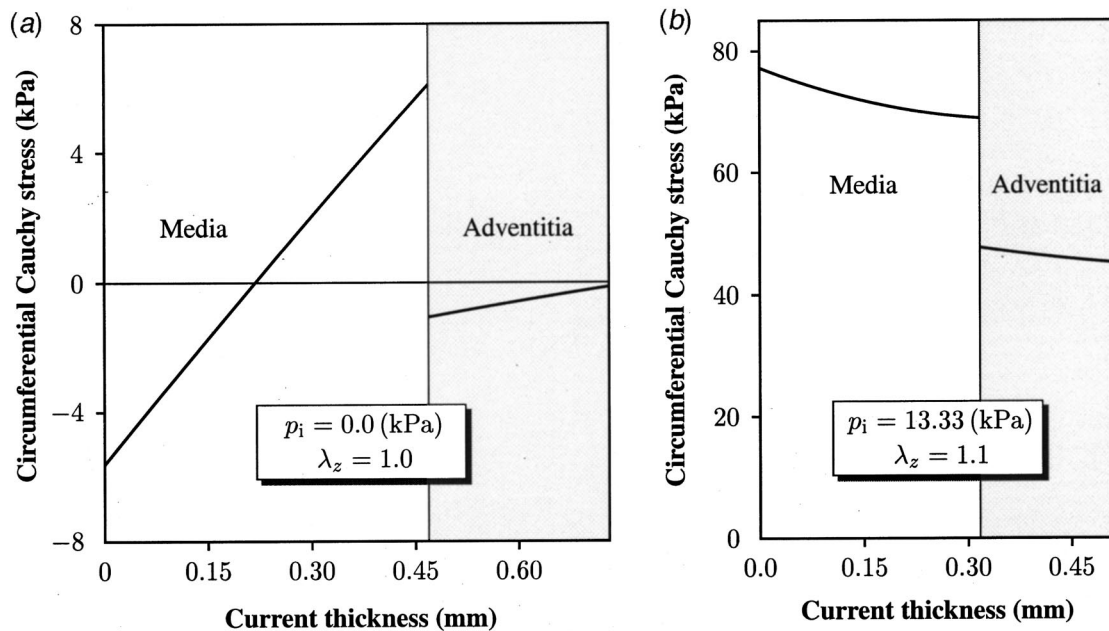 (a)
Circumferential Cauchy stress (kPa)
8
4
0
−4
−8
Media
Adventitia
p_i = 0.0 (kPa)
λ_z = 1.0
0 0.15 0.30 0.45 0.60
Current thickness (mm)
(b)
Circumferential Cauchy stress (kPa)
80
60
40
20
0
Media
Adventitia
p_i = 13.33 (kPa)
λ_z = 1.1
0.0 0.15 0.30 0.45
Current thickness (mm)